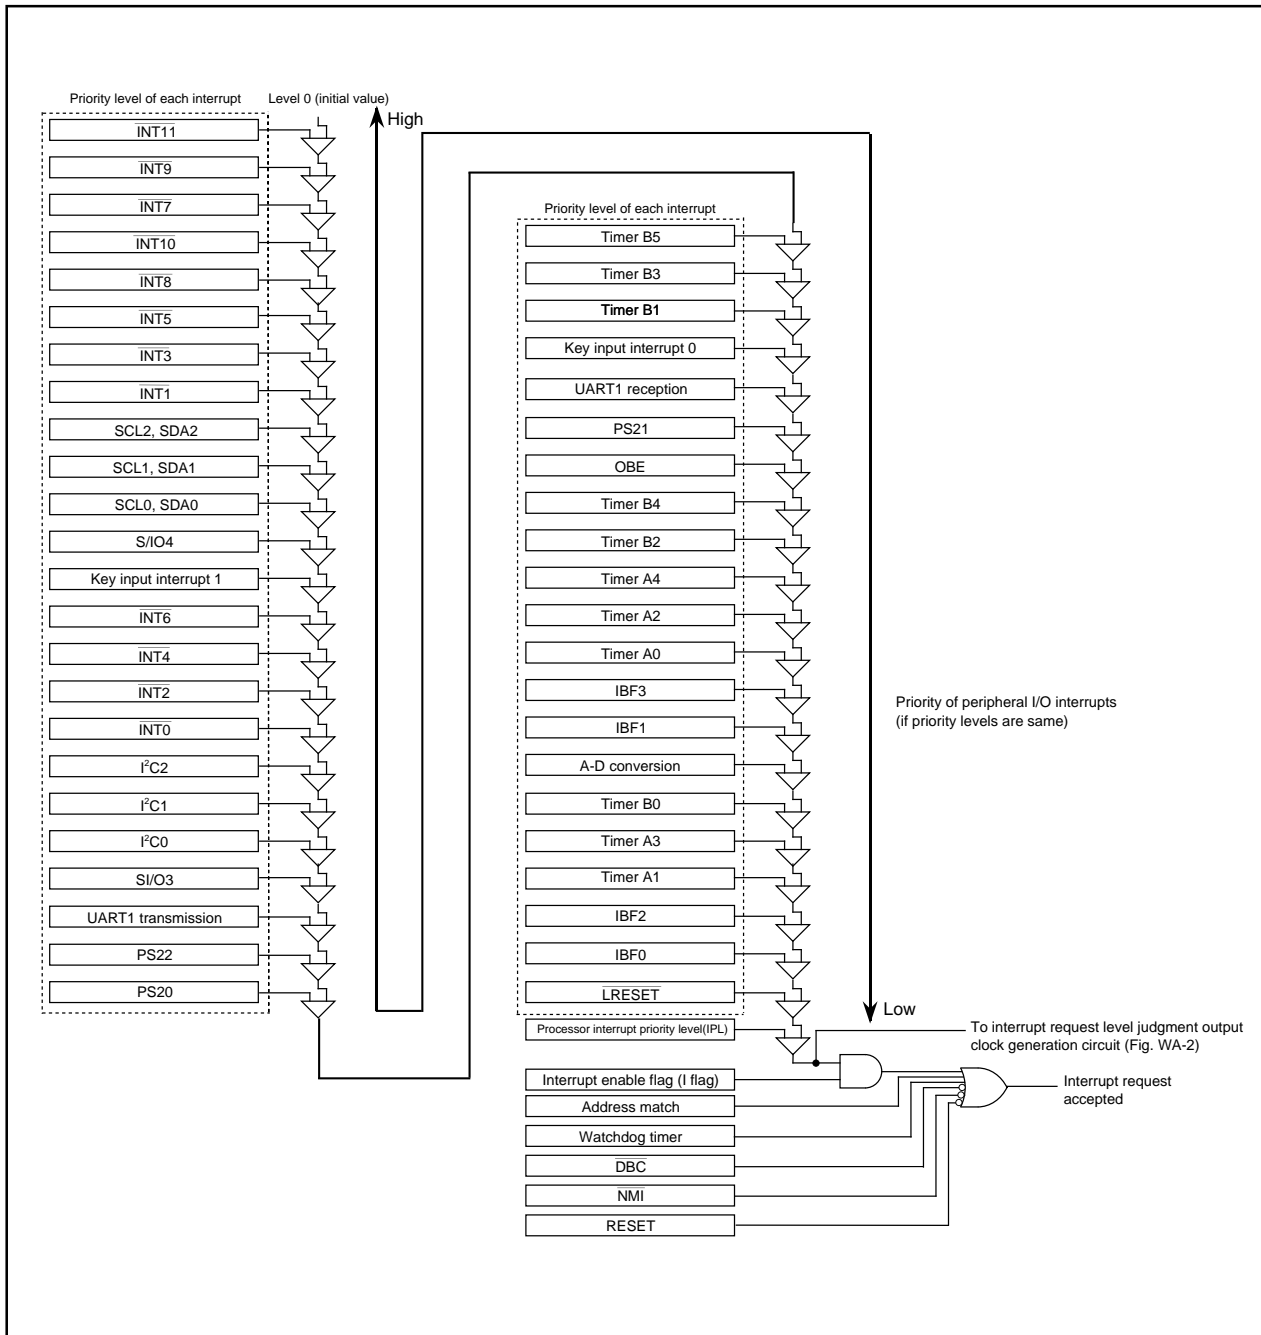 Priority level of each interrupt
Level 0 (initial value)
High
INT11
INT9
INT7
INT10
INT8
INT5
INT3
INT1
SCL2, SDA2
SCL1, SDA1
SCL0, SDA0
S/IO4
Key input interrupt 1
INT6
INT4
INT2
INT0
I²C2
I²C1
I²C0
SI/O3
UART1 transmission
PS22
PS20
Priority level of each interrupt
Timer B5
Timer B3
Timer B1
Key input interrupt 0
UART1 reception
PS21
OBE
Timer B4
Timer B2
Timer A4
Timer A2
Timer A0
IBF3
IBF1
A-D conversion
Timer B0
Timer A3
Timer A1
IBF2
IBF0
LRESET
Processor interrupt priority level(IPL)
Interrupt enable flag (I flag)
Address match
Watchdog timer
DBC
NMI
RESET
Priority of peripheral I/O interrupts
(if priority levels are same)
Low
To interrupt request level judgment output
clock generation circuit (Fig. WA-2)
Interrupt request
accepted